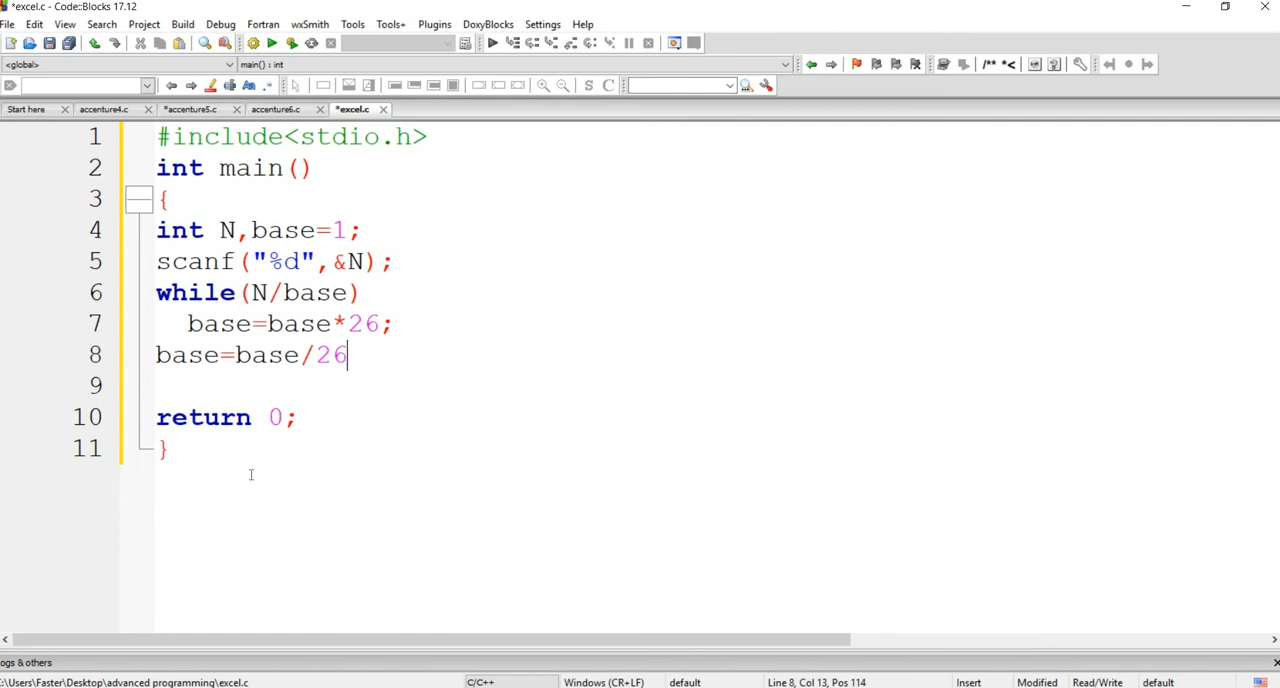 *excel.c - Code::Blocks 17.12
File Edit View Search Project Build Debug Fortran wxSmith Tools Tools+ Plugins DoxyBlocks Settings Help
<global> main() : int
/** *<
S C
Start here accenture4.c *accenture5.c accenture6.c *excel.c
1 #include<stdio.h>
2 int main()
3 {
4 int N,base=1;
5 scanf("%d",&N);
6 while(N/base)
7 base=base*26;
8 base=base/26
9
10 return 0;
11 }
ogs & others
:\Users\Faster\Desktop\advanced programming\excel.c C/C++ Windows (CR+LF) default Line 8, Col 13, Pos 114 Insert Modified Read/Write default